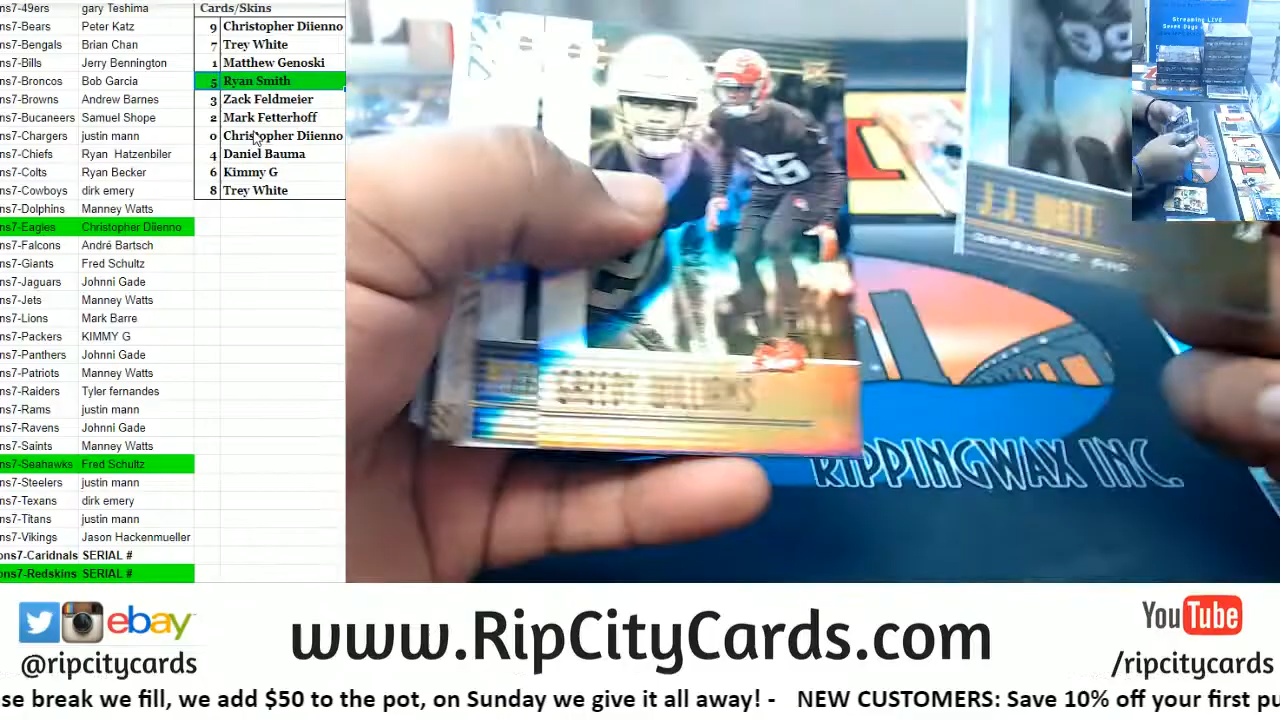 ns7-49ers gary Teshima
ns7-Bears Peter Katz
ns7-Bengals Brian Chan
ns7-Bills Jerry Bennington
ns7-Broncos Bob Garcia
ns7-Browns Andrew Barnes
ns7-Bucaneers Samuel Shope
ns7-Chargers justin mann
ns7-Chiefs Ryan Hatzenbiler
ns7-Colts Ryan Becker
ns7-Cowboys dirk emery
ns7-Dolphins Manney Watts
ns7-Eagles Christopher Diienno
ns7-Falcons André Bartsch
ns7-Giants Fred Schultz
ns7-Jaguars Johnni Gade
ns7-Jets Manney Watts
ns7-Lions Mark Barre
ns7-Packers KIMMY G
ns7-Panthers Johnni Gade
ns7-Patriots Manney Watts
ns7-Raiders Tyler fernandes
ns7-Rams justin mann
ns7-Ravens Johnni Gade
ns7-Saints Manney Watts
ns7-Seahawks Fred Schultz
ns7-Steelers justin mann
ns7-Texans dirk emery
ns7-Titans justin mann
ns7-Vikings Jason Hackenmueller
ons7-Caridnals SERIAL #
ons7-Redskins SERIAL #
Cards/Skins
9 Christopher Diienno
7 Trey White
1 Matthew Genoski
5 Ryan Smith
3 Zack Feldmeier
2 Mark Fetterhoff
0 Christopher Diienno
4 Daniel Bauma
6 Kimmy G
8 Trey White
WILLIAMS
J.J. WATT
Streaming LIVE
RIPPINGWAX INC.
ebay
@ripcitycards
www.RipCityCards.com
YouTube
/ripcitycards
se break we fill, we add $50 to the pot, on Sunday we give it all away! - NEW CUSTOMERS: Save 10% off your first pu